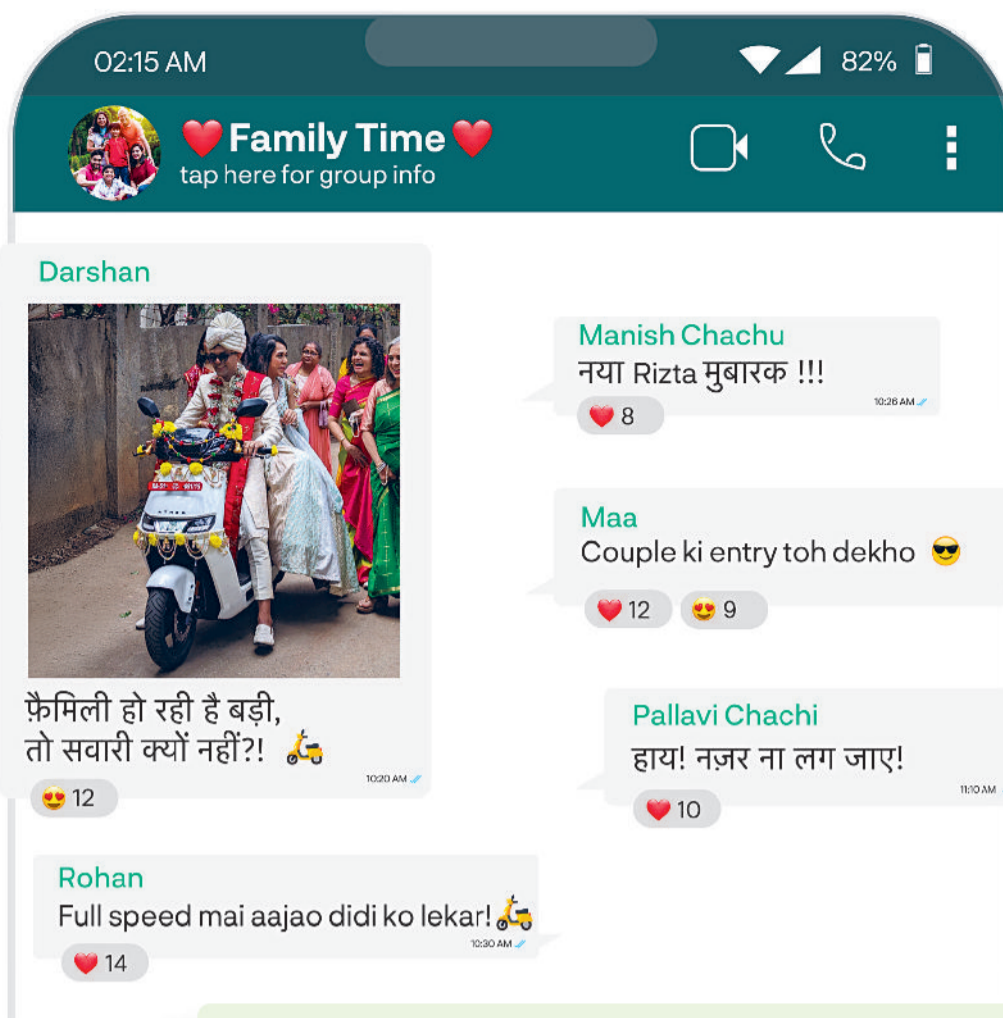 02:15 AM
82%
❤️Family Time❤️
tap here for group info
Darshan
फ़ैमिली हो रही है बड़ी,
तो सवारी क्यों नहीं?! 🛵
10:20 AM
😍 12
Manish Chachu
नया Rizta मुबारक !!!
10:26 AM
❤️ 8
Maa
Couple ki entry toh dekho 😎
❤️ 12 😍 9
Pallavi Chachi
हाय! नज़र ना लग जाए!
11:10 AM
❤️ 10
Rohan
Full speed mai aajao didi ko lekar!🛵
10:30 AM
❤️ 14